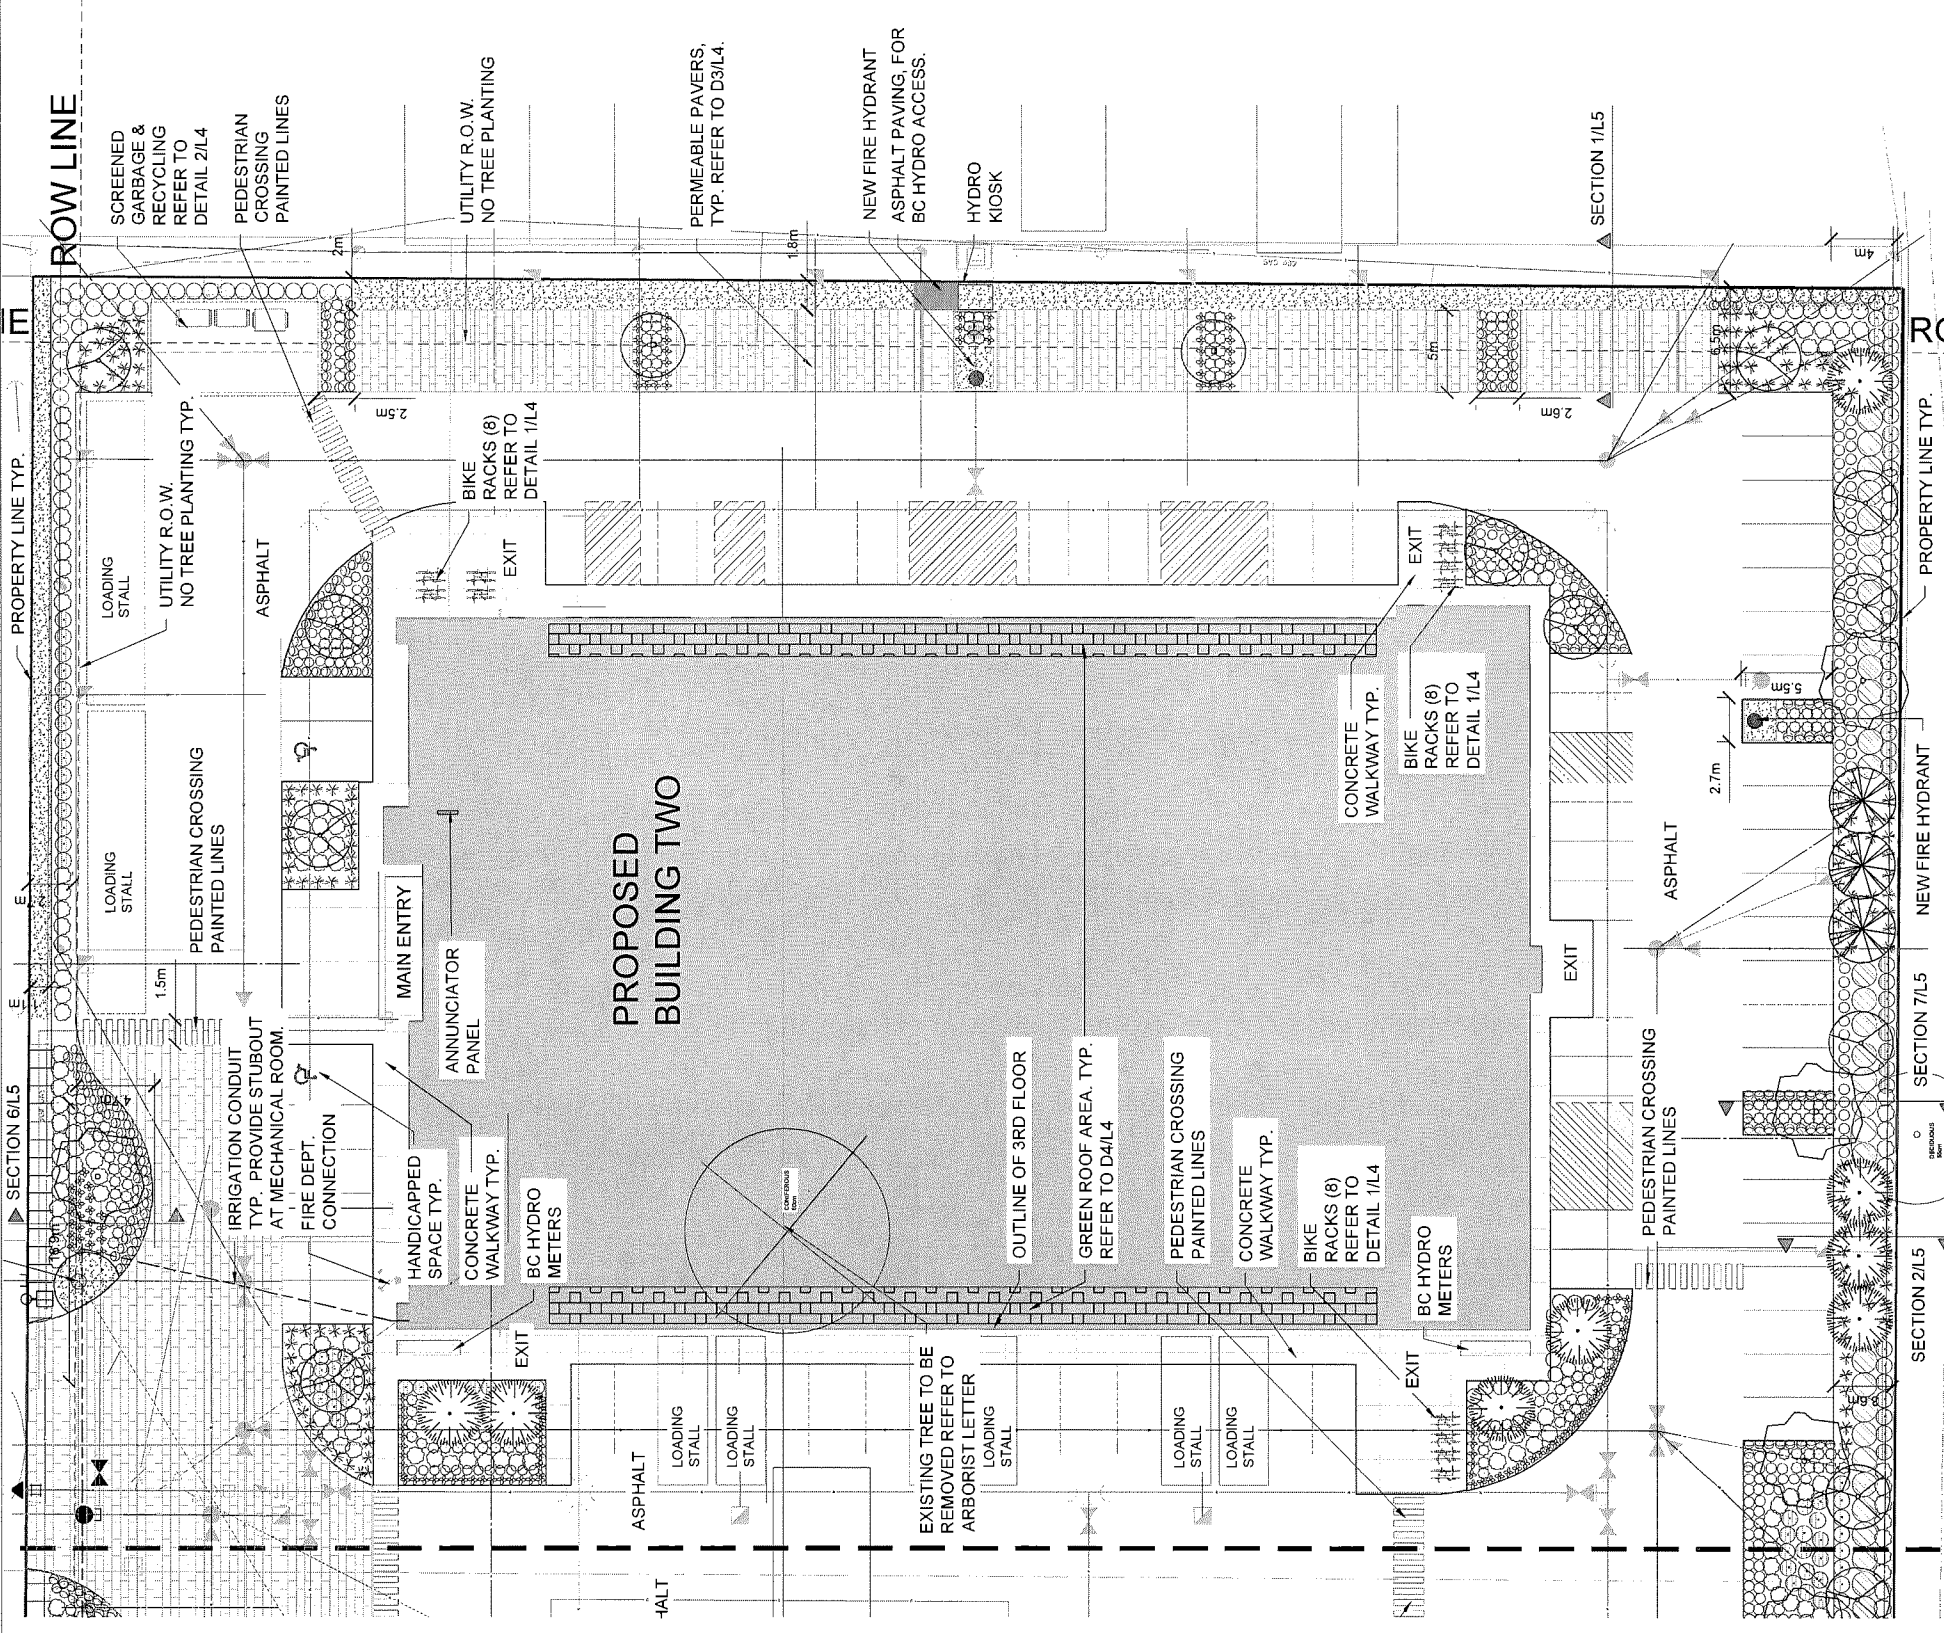 ROW LINE
SCREENED
GARBAGE &
RECYCLING
REFER TO
DETAIL 2/L4
PEDESTRIAN
CROSSING
PAINTED LINES
UTILITY R.O.W.
NO TREE PLANTING
PERMEABLE PAVERS,
TYP. REFER TO D3/L4.
NEW FIRE HYDRANT
ASPHALT PAVING, FOR
BC HYDRO ACCESS.
HYDRO
KIOSK
SECTION 1/L5
2m
1.8m
4m
PROPERTY LINE TYP.
LOADING
STALL
UTILITY R.O.W.
NO TREE PLANTING TYP.
ASPHALT
2.5m
BIKE
RACKS (8)
REFER TO
DETAIL 1/L4
EXIT
5m
2.6m
6.5m
EXIT
PROPERTY LINE TYP.
LOADING
STALL
PEDESTRIAN CROSSING
PAINTED LINES
1.5m
MAIN ENTRY
ANNUNCIATOR
PANEL
PROPOSED
BUILDING TWO
CONCRETE
WALKWAY TYP.
BIKE
RACKS (8)
REFER TO
DETAIL 1/L4
5.5m
2.7m
ASPHALT
NEW FIRE HYDRANT
EXIT
SECTION 6/L5
IRRIGATION CONDUIT
TYP. PROVIDE STUBOUT
AT MECHANICAL ROOM.
FIRE DEPT.
CONNECTION
HANDICAPPED
SPACE TYP.
CONCRETE
WALKWAY TYP.
BC HYDRO
METERS
CONIFEROUS
OUTLINE OF 3RD FLOOR
GREEN ROOF AREA. TYP.
REFER TO D4/L4
PEDESTRIAN CROSSING
PAINTED LINES
CONCRETE
WALKWAY TYP.
BIKE
RACKS (8)
REFER TO
DETAIL 1/L4
BC HYDRO
METERS
PEDESTRIAN CROSSING
PAINTED LINES
SECTION 7/L5
DECIDUOUS
SECTION 2/L5
EXIT
LOADING
STALL
LOADING
STALL
ASPHALT
EXISTING TREE TO BE
REMOVED REFER TO
ARBORIST LETTER
LOADING
STALL
LOADING
STALL
LOADING
STALL
EXIT
3.6m
HALT